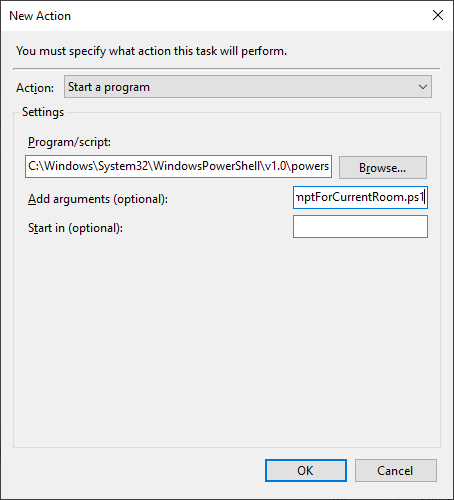 New Action
You must specify what action this task will perform.
Action: Start a program
Settings
Program/script:
C:\Windows\System32\WindowsPowerShell\v1.0\powers
Browse...
Add arguments (optional): mptForCurrentRoom.ps1
Start in (optional):
OK Cancel